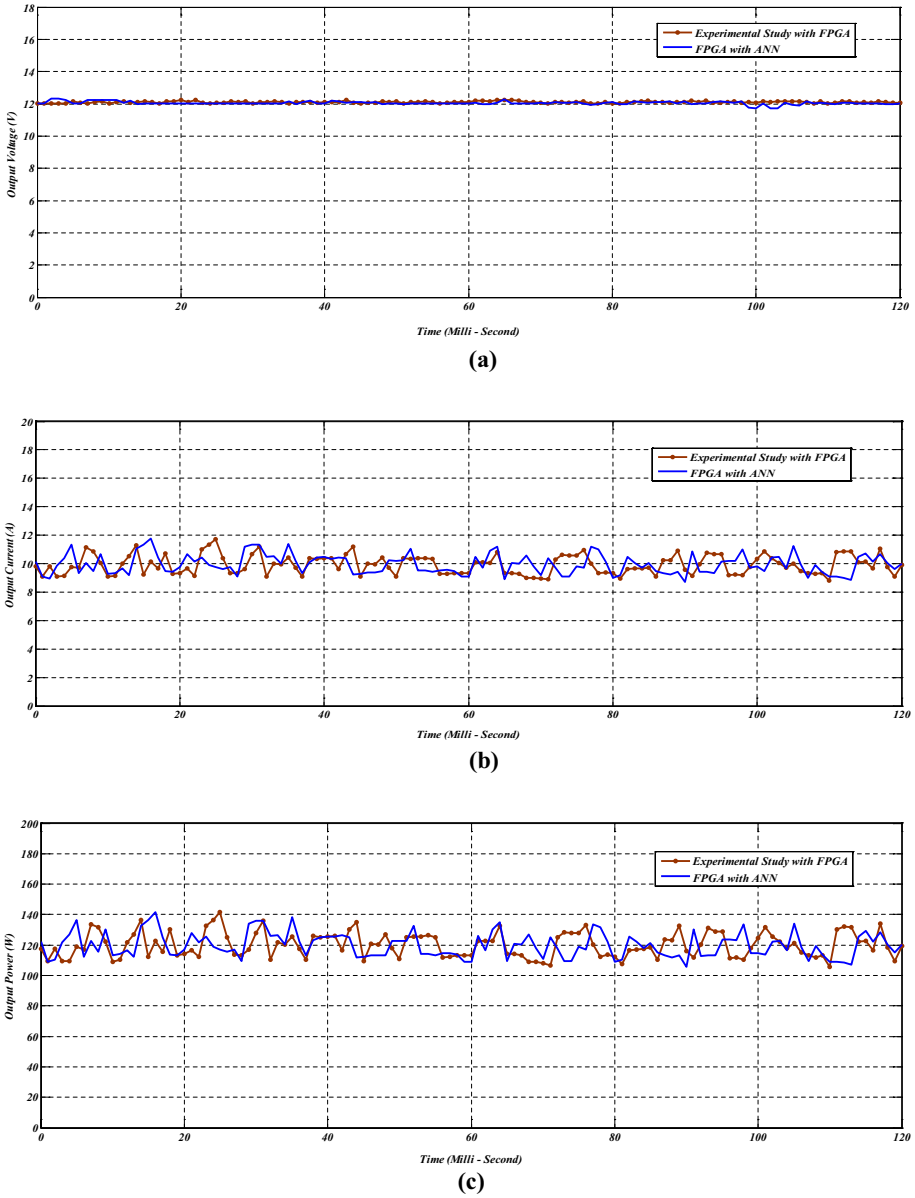 18
16
14
12
10
8
6
4
2
0
Output Voltage (V)
Experimental Study with FPGA
FPGA with ANN
0 20 40 60 80 100 120
Time (Milli - Second)
(a)
20
18
16
14
12
10
8
6
4
2
0
Output Current (A)
Experimental Study with FPGA
FPGA with ANN
0 20 40 60 80 100 120
Time (Milli - Second)
(b)
200
180
160
140
120
100
80
60
40
20
0
Output Power (W)
Experimental Study with FPGA
FPGA with ANN
0 20 40 60 80 100 120
Time (Milli - Second)
(c)